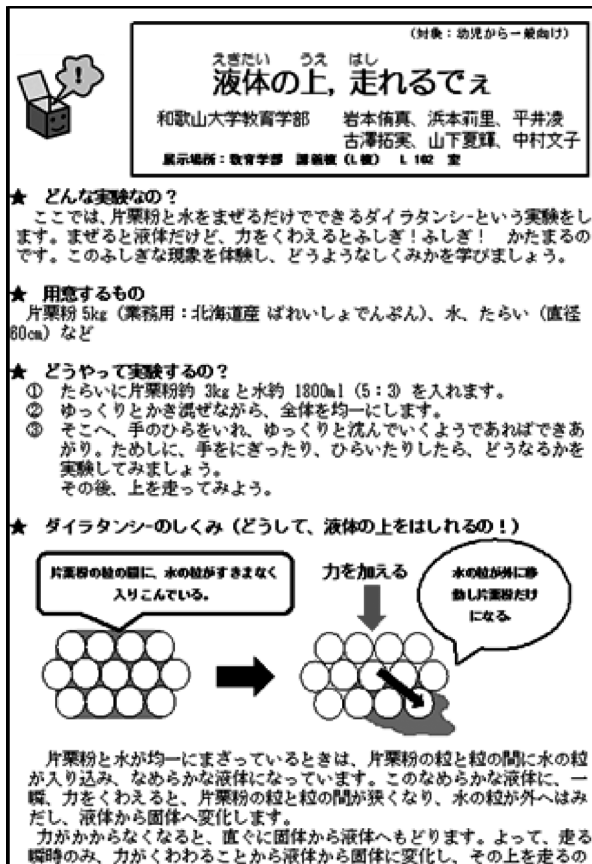 (対象：幼児から一般向け)
えきたい うえ はし
液体の上, 走れるでぇ
!
和歌山大学教育学部 岩本侑真、浜本莉里、平井凌
古澤拓実、山下夏輝、中村文子
展示場所：教育学部 講義棟（L棟） L 102 室
★ どんな実験なの？
ここでは、片栗粉と水をまぜるだけでできるダイラタンシ-という実験をし
ます。まぜると液体だけど、力をくわえるとふしぎ！ふしぎ！ かたまるの
です。このふしぎな現象を体験し、どうようなしくみかを学びましょう。
★ 用意するもの
片栗粉 5kg（業務用：北海道産 ばれいしょでんぷん）、水、たらい（直径
60cm）など
★ どうやって実験するの？
① たらいに片栗粉約 3kg と水約 1800ml（5：3）を入れます。
② ゆっくりとかき混ぜながら、全体を均一にします。
③ そこへ、手のひらをいれ、ゆっくりと沈んでいくようであればできあ
がり。ためしに、手をにぎったり、ひらいたりしたら、どうなるかを
実験してみましょう。
その後、上を走ってみよう。
★ ダイラタンシ-のしくみ（どうして、液体の上をはしれるの！）
片栗粉の粒の間に、水の粒がすきまなく
入りこんでいる。
力を加える
水の粒が外に移
動し片栗粉だけ
になる。
片栗粉と水が均一にまざっているときは、片栗粉の粒と粒の間に水の粒
が入り込み、なめらかな液体になっています。このなめらかな液体に、一
瞬、力をくわえると、片栗粉の粒と粒の間が狭くなり、水の粒が外へはみ
だし、液体から固体へ変化します。
力がかからなくなると、直ぐに固体から液体へもどります。よって、走る
瞬時のみ、力がくわわることから液体から固体に変化し、その上を走るの